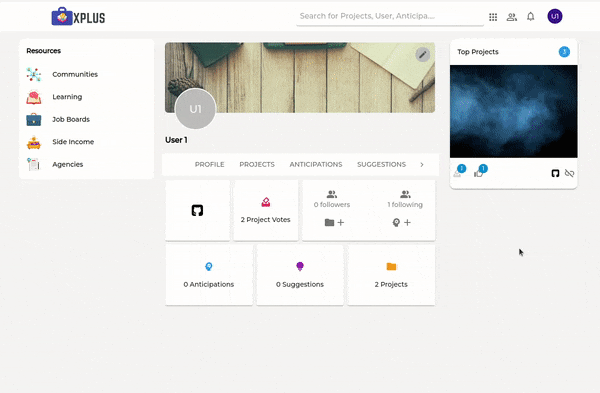 XPLUS
Search for Projects, User, Anticipa....
U1
Resources
Communities
Learning
Job Boards
Side Income
Agencies
U1
User 1
PROFILE PROJECTS ANTICIPATIONS SUGGESTIONS
2 Project Votes
0 followers
1 following
0 Anticipations
0 Suggestions
2 Projects
Top Projects
3
1